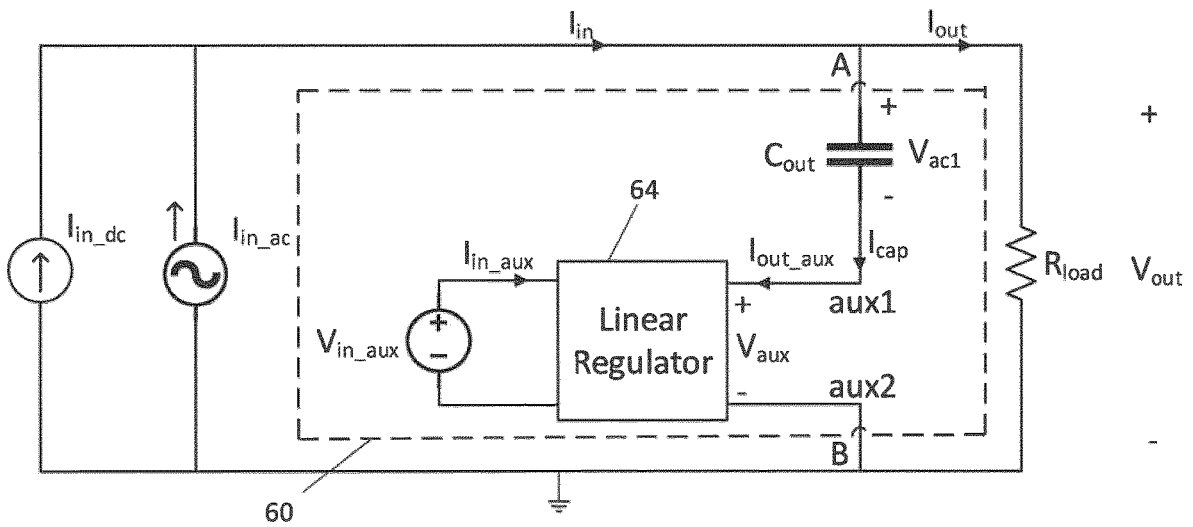 I_in
I_out
A
+
C_out
V_ac1
-
64
I_in_dc
I_in_ac
I_in_aux
I_out_aux
I_cap
aux1
+
V_in_aux
+
-
Linear
Regulator
V_aux
-
aux2
B
R_load
+
V_out
-
60